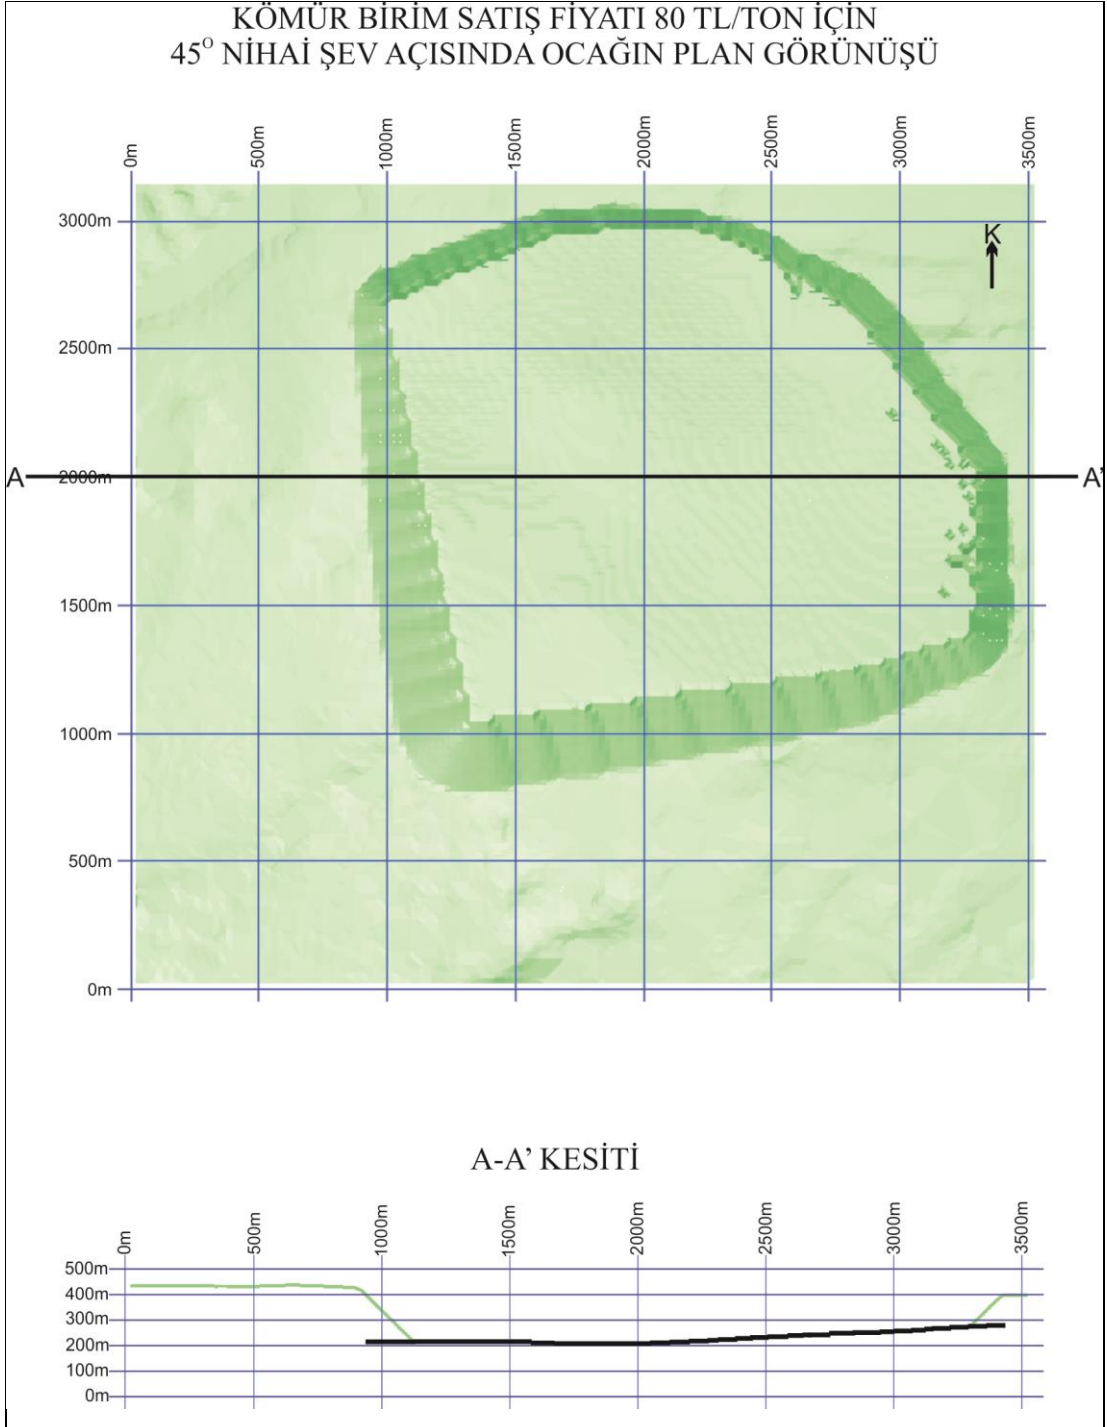 KÖMÜR BİRİM SATIŞ FİYATI 80 TL/TON İÇİN
45° NİHAİ ŞEV AÇISINDA OCAĞIN PLAN GÖRÜNÜŞÜ
0m 500m 1000m 1500m 2000m 2500m 3000m 3500m
3000m
K
2500m
A 2000m A'
1500m
1000m
500m
0m
A-A' KESİTİ
0m 500m 1000m 1500m 2000m 2500m 3000m 3500m
500m
400m
300m
200m
100m
0m